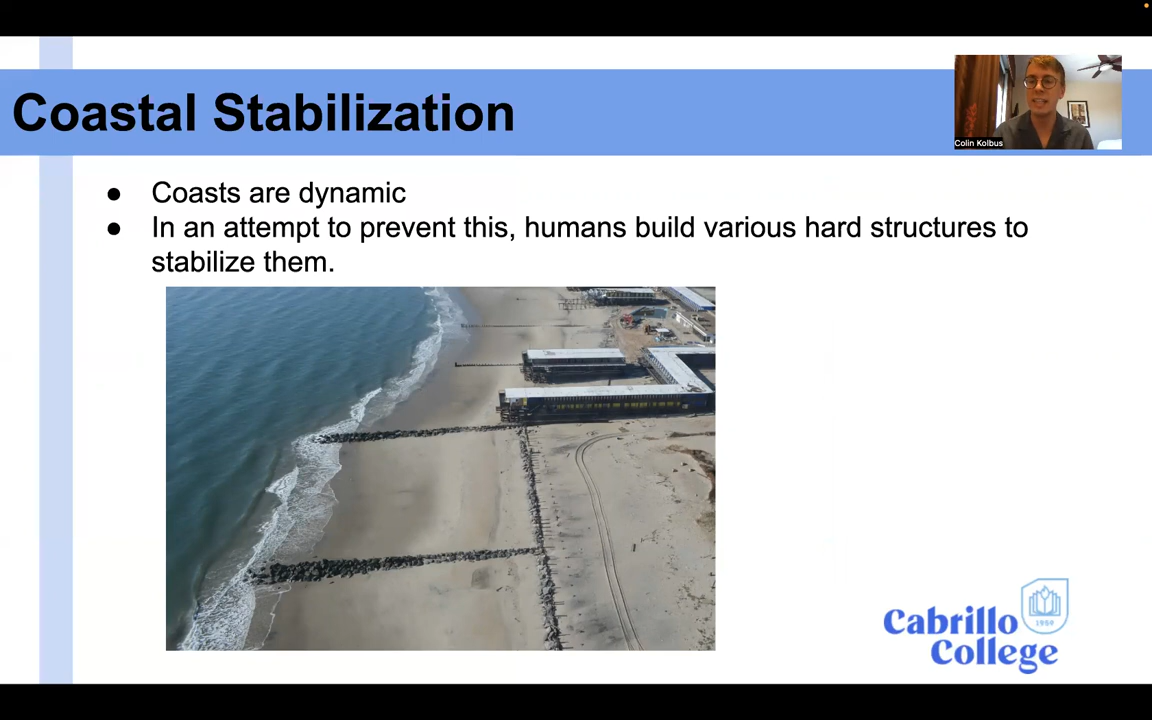 Coastal Stabilization
Colin Kolbus
● Coasts are dynamic
● In an attempt to prevent this, humans build various hard structures to
stabilize them.
Cabrillo
College
1959